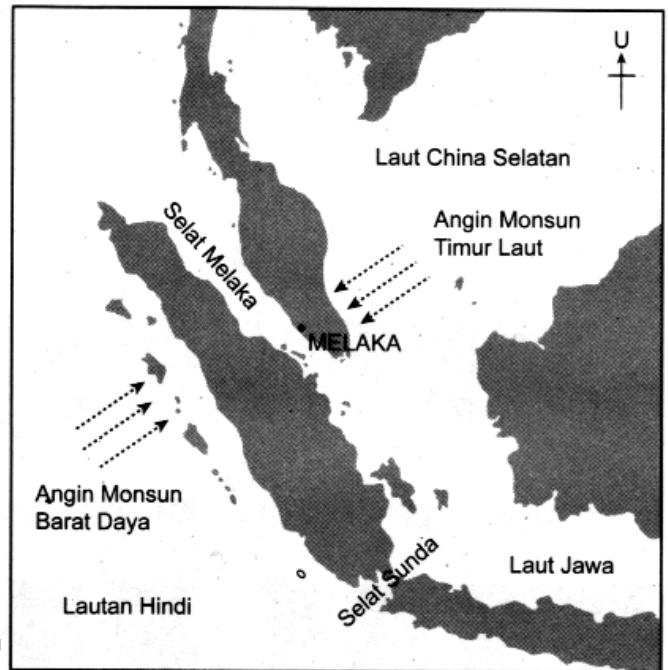 U
Laut China Selatan
Angin Monsun
Timur Laut
Selat Melaka
MELAKA
Angin Monsun
Barat Daya
Selat Sunda
Laut Jawa
Lautan Hindi